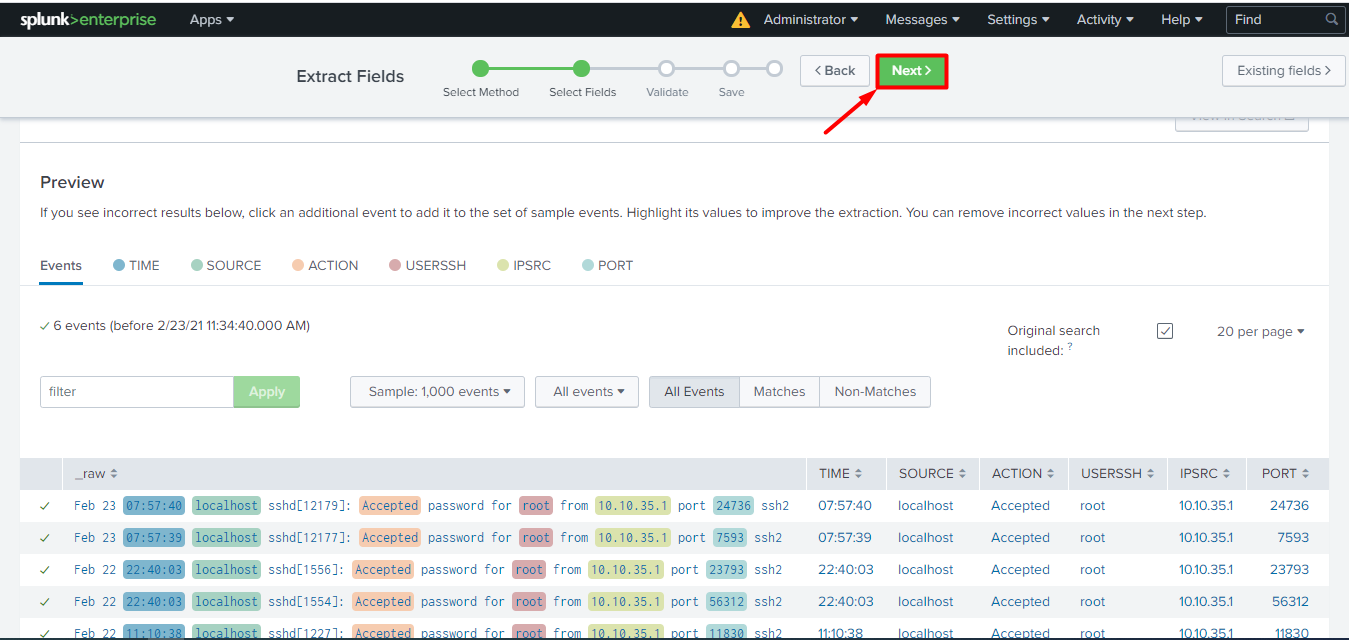 splunk>enterprise Apps Administrator Messages Settings Activity Help Find
Extract Fields
Select Method Select Fields Validate Save
< Back Next > Existing fields >
View in Search
Preview
If you see incorrect results below, click an additional event to add it to the set of sample events. Highlight its values to improve the extraction. You can remove incorrect values in the next step.
Events TIME SOURCE ACTION USERSSH IPSRC PORT
✓ 6 events (before 2/23/21 11:34:40.000 AM)
Original search included: ? 20 per page
filter Apply Sample: 1,000 events All events All Events Matches Non-Matches
_raw TIME SOURCE ACTION USERSSH IPSRC PORT
✓ Feb 23 07:57:40 localhost sshd[12179]: Accepted password for root from 10.10.35.1 port 24736 ssh2 07:57:40 localhost Accepted root 10.10.35.1 24736
✓ Feb 23 07:57:39 localhost sshd[12177]: Accepted password for root from 10.10.35.1 port 7593 ssh2 07:57:39 localhost Accepted root 10.10.35.1 7593
✓ Feb 22 22:40:03 localhost sshd[1556]: Accepted password for root from 10.10.35.1 port 23793 ssh2 22:40:03 localhost Accepted root 10.10.35.1 23793
✓ Feb 22 22:40:03 localhost sshd[1554]: Accepted password for root from 10.10.35.1 port 56312 ssh2 22:40:03 localhost Accepted root 10.10.35.1 56312
✓ Feb 22 11:10:38 localhost sshd[1227]: Accepted password for root from 10.10.35.1 port 11830 ssh2 11:10:38 localhost Accepted root 10.10.35.1 11830